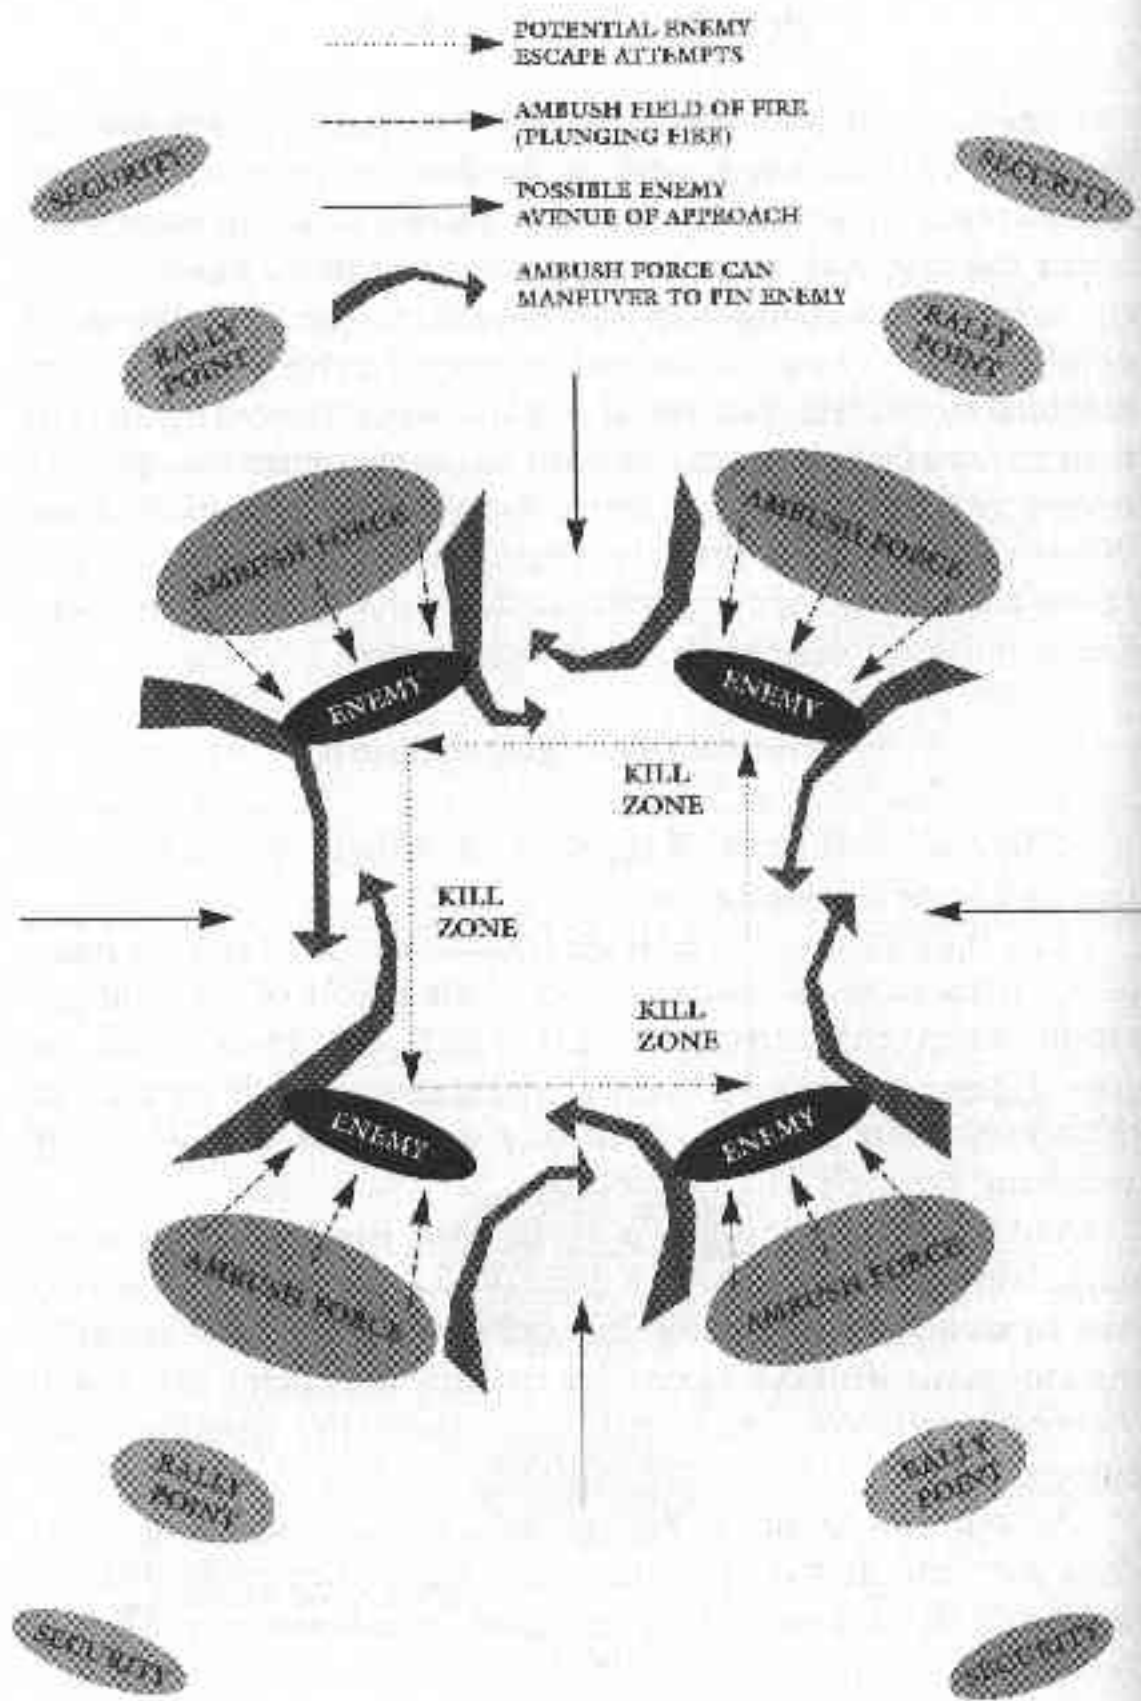 POTENTIAL ENEMY
ESCAPE ATTEMPTS
AMBUSH FIELD OF FIRE
(PLUNGING FIRE)
POSSIBLE ENEMY
AVENUE OF APPROACH
AMBUSH FORCE CAN
MANEUVER TO PIN ENEMY
SECURITY
SECURITY
RALLY
POINT
RALLY
POINT
AMBUSH FORCE
AMBUSH FORCE
ENEMY
ENEMY
KILL
ZONE
KILL
ZONE
KILL
ZONE
ENEMY
ENEMY
AMBUSH FORCE
AMBUSH FORCE
RALLY
POINT
RALLY
POINT
SECURITY
SECURITY